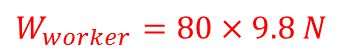 W_worker = 80 × 9.8 N